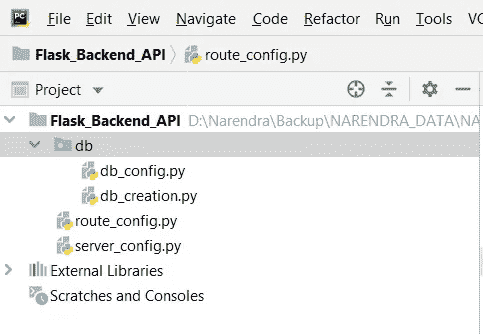 PC File Edit View Navigate Code Refactor Run Tools VC
Flask_Backend_API route_config.py
Project
Flask_Backend_API D:\Narendra\Backup\NARENDRA_DATA\NA
db
db_config.py
db_creation.py
route_config.py
server_config.py
External Libraries
Scratches and Consoles